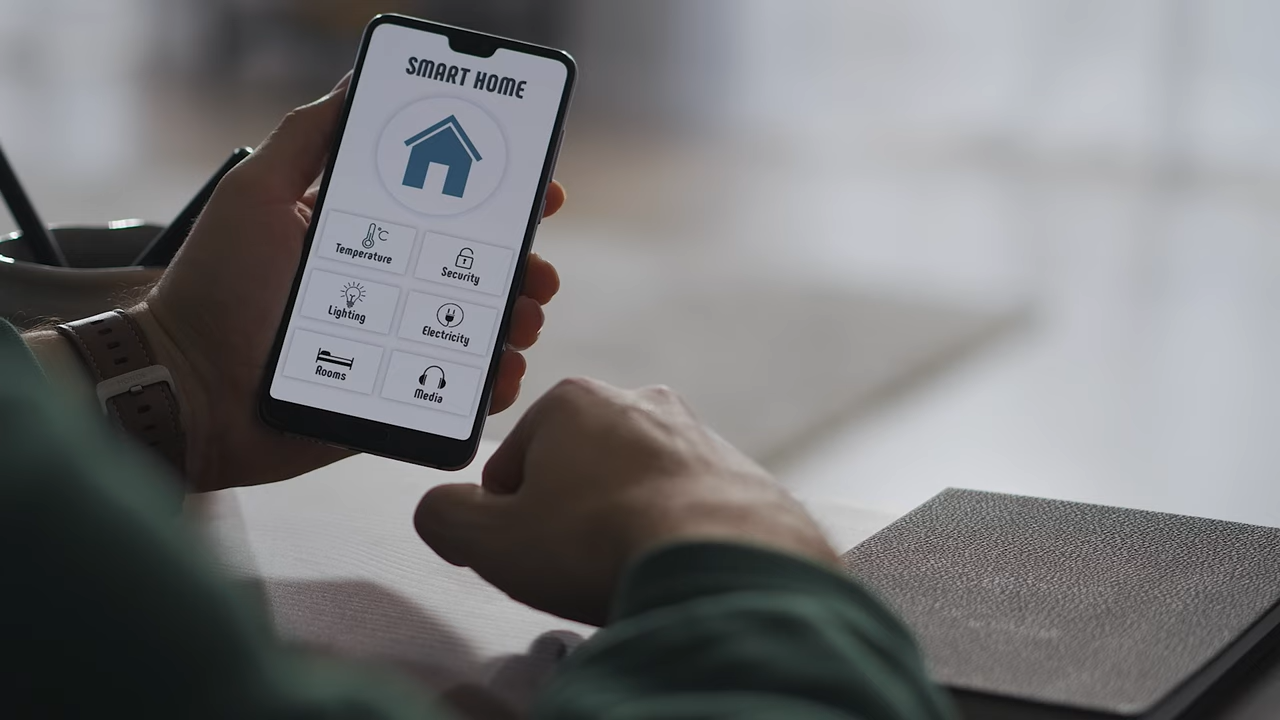 SMART HOME
°C
Temperature
Security
Lighting
Electricity
Rooms
Media